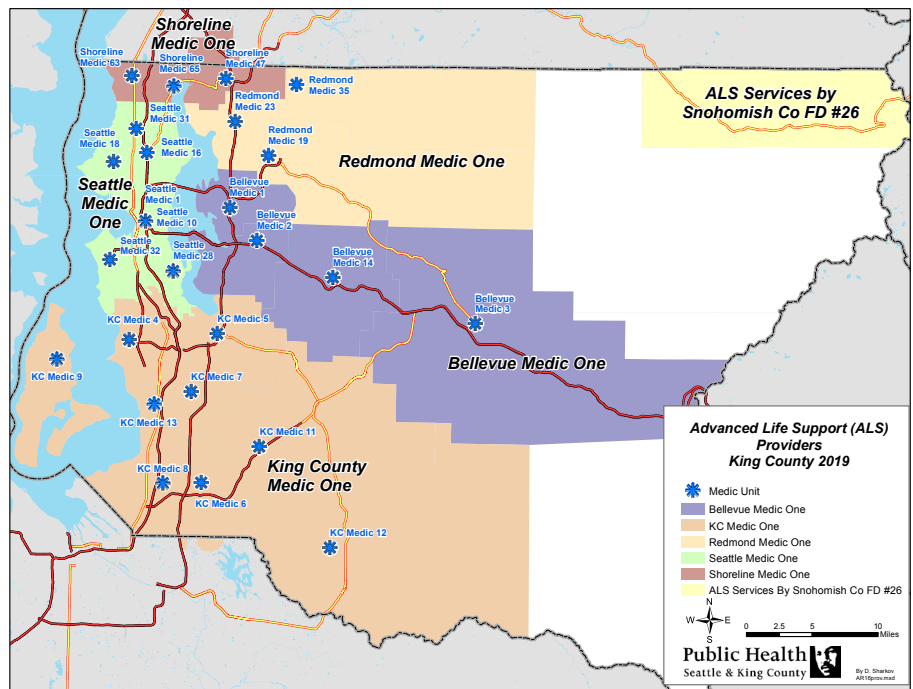 Shoreline
Medic One
Shoreline
Medic 63
Shoreline
Medic 65
Shoreline
Medic 47
Redmond
Medic 35
Redmond
Medic 23
Seattle
Medic 31
Seattle
Medic 18
Seattle
Medic 16
Redmond
Medic 19
ALS Services by
Snohomish Co FD #26
Redmond Medic One
Seattle
Medic
One
Seattle
Medic 1
Seattle
Medic 10
Bellevue
Medic 1
Bellevue
Medic 2
Seattle
Medic 32
Seattle
Medic 28
Bellevue
Medic 14
Bellevue
Medic 3
KC Medic 4
KC Medic 5
KC Medic 9
KC Medic 7
Bellevue Medic One
KC Medic 13
KC Medic 11
King County
Medic One
KC Medic 8
KC Medic 6
KC Medic 12
Advanced Life Support (ALS)
Providers
King County 2019
Medic Unit
Bellevue Medic One
KC Medic One
Redmond Medic One
Seattle Medic One
Shoreline Medic One
ALS Services By Snohomish Co FD #26
N
W E
S
0 2.5 5 10
Miles
Public Health
Seattle & King County
By D. Sharkov
AR16prov.mxd